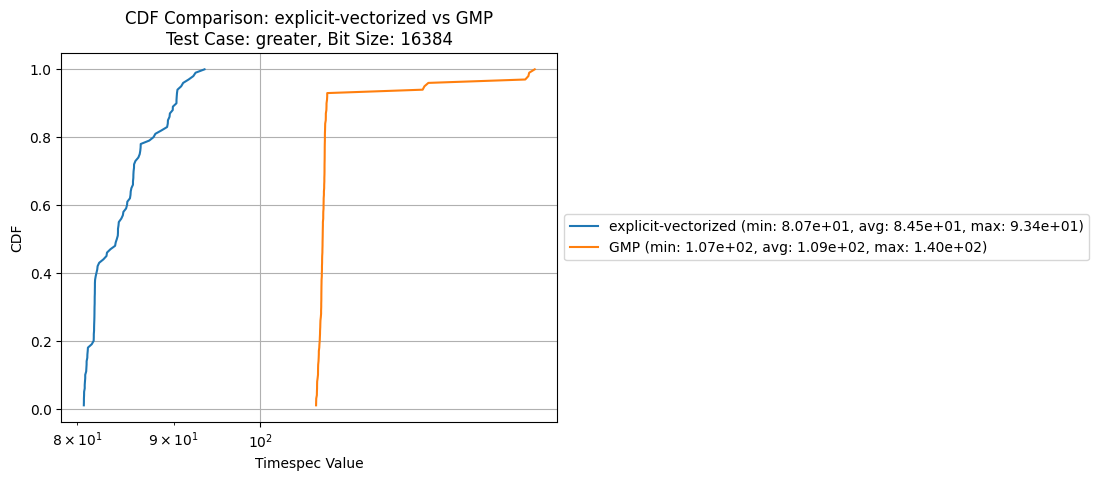 CDF Comparison: explicit-vectorized vs GMP
Test Case: greater, Bit Size: 16384
1.0
0.8
0.6
0.4
0.2
0.0
CDF
8 × 10¹
9 × 10¹
10²
Timespec Value
explicit-vectorized (min: 8.07e+01, avg: 8.45e+01, max: 9.34e+01)
GMP (min: 1.07e+02, avg: 1.09e+02, max: 1.40e+02)